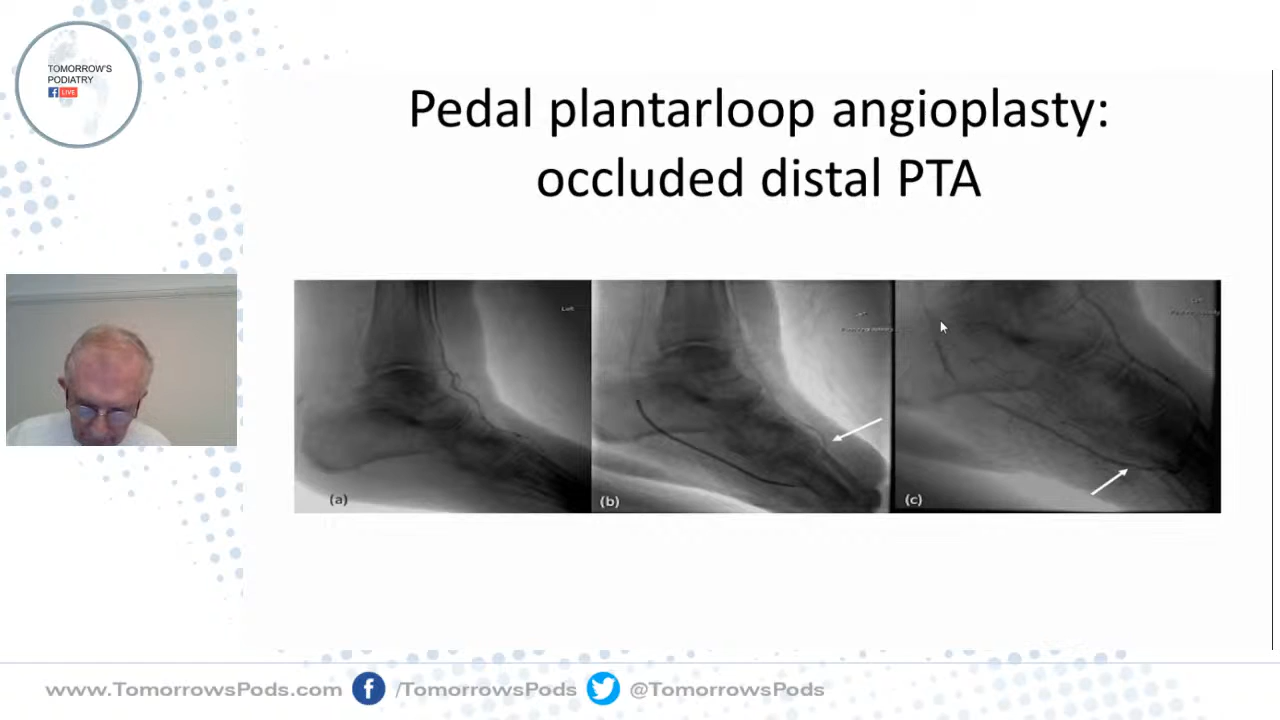 TOMORROW'S
PODIATRY
f LIVE
Pedal plantarloop angioplasty:
occluded distal PTA
Left
(a)
(b)
(c)
www.TomorrowsPods.com f /TomorrowsPods @TomorrowsPods